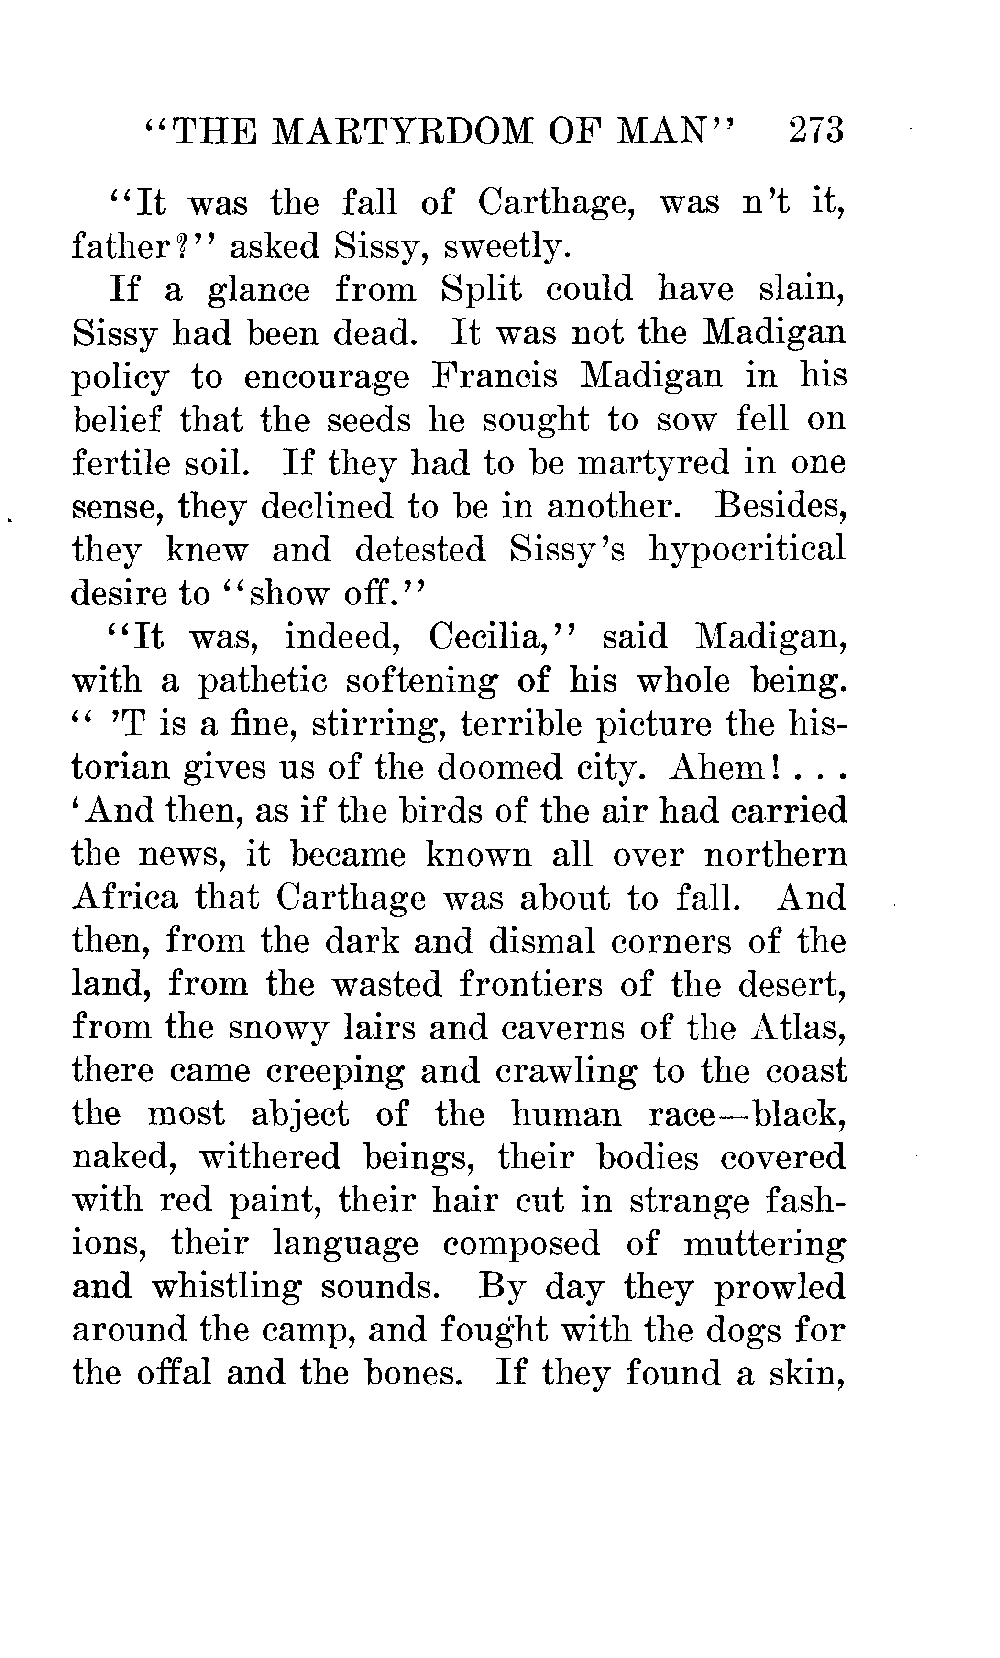 “THE MARTYRDOM OF MAN” 273
“It was the fall of Carthage, was n’t it,
father?” asked Sissy, sweetly.
If a glance from Split could have slain,
Sissy had been dead. It was not the Madigan
policy to encourage Francis Madigan in his
belief that the seeds he sought to sow fell on
fertile soil. If they had to be martyred in one
sense, they declined to be in another. Besides,
they knew and detested Sissy’s hypocritical
desire to “show off.”
“It was, indeed, Cecilia,” said Madigan,
with a pathetic softening of his whole being.
“ ’T is a fine, stirring, terrible picture the his-
torian gives us of the doomed city. Ahem! . . .
‘And then, as if the birds of the air had carried
the news, it became known all over northern
Africa that Carthage was about to fall. And
then, from the dark and dismal corners of the
land, from the wasted frontiers of the desert,
from the snowy lairs and caverns of the Atlas,
there came creeping and crawling to the coast
the most abject of the human race—black,
naked, withered beings, their bodies covered
with red paint, their hair cut in strange fash-
ions, their language composed of muttering
and whistling sounds. By day they prowled
around the camp, and fought with the dogs for
the offal and the bones. If they found a skin,